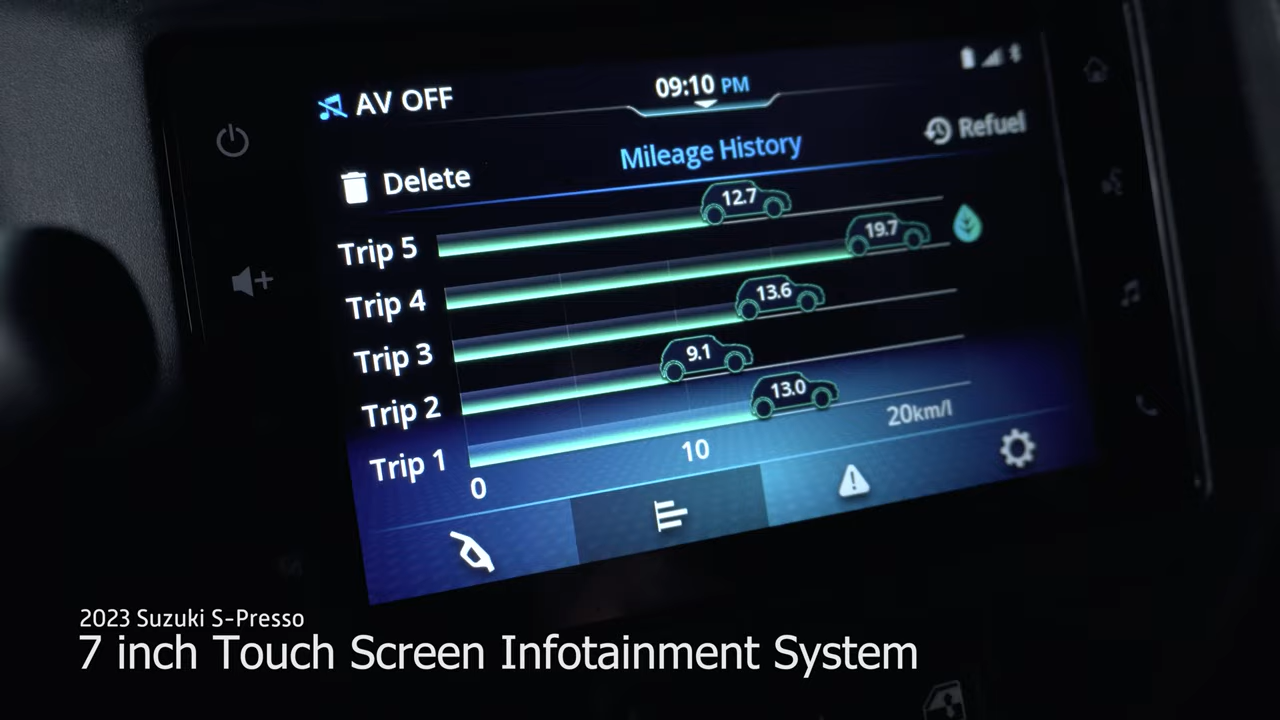 AV OFF
09:10 PM
Delete
Mileage History
Refuel
Trip 5
12.7
Trip 4
19.7
Trip 3
13.6
Trip 2
9.1
Trip 1
13.0
0
10
20km/l
2023 Suzuki S-Presso
7 inch Touch Screen Infotainment System